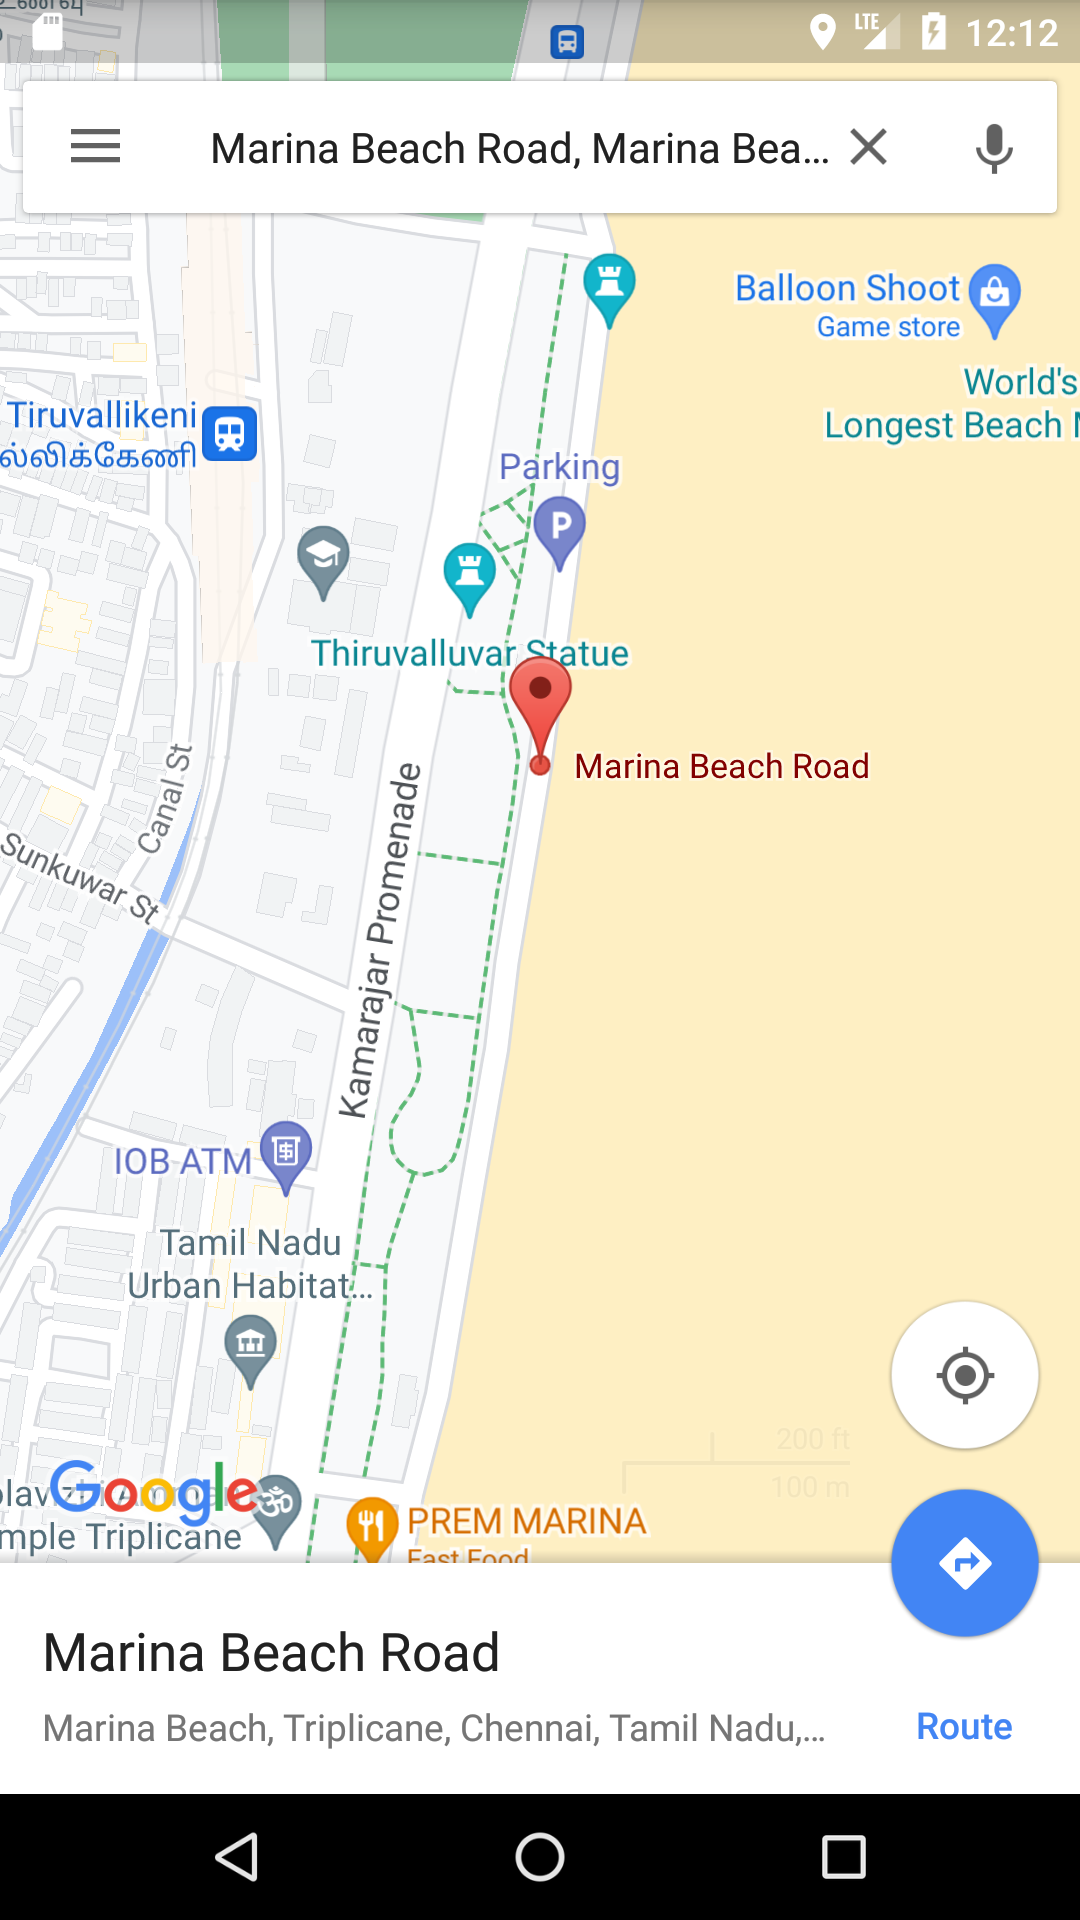 LTE 12:12
Marina Beach Road, Marina Bea...
Balloon Shoot
Game store
World's
Longest Beach
Tiruvallikeni
ல்லிக்கேணி
Parking
P
Thiruvalluvar Statue
Marina Beach Road
Canal St
Sunkuwar St
Kamarajar Promenade
IOB ATM
Tamil Nadu
Urban Habitat...
200 ft
100 m
Google
mple Triplicane
PREM MARINA
Fast Food
Marina Beach Road
Marina Beach, Triplicane, Chennai, Tamil Nadu,...
Route